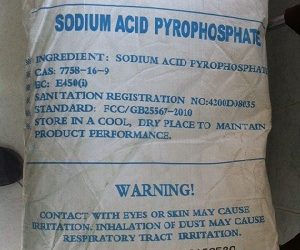 SODIUM ACID PYROPHOSPHATE
INGREDIENT: SODIUM ACID PYROPHOSPHATE
CAS: 7758-16-9
EC: E450(i)
SANITATION REGISTRATION NO:4200D08035
STANDARD: FCC/GB25567-2010
STORE IN A COOL, DRY PLACE TO MAINTAIN
PRODUCT PERFORMANCE.
WARNING!
CONTACT WITH EYES OR SKIN MAY CAUSE
IRRITATION. INHALATION OF DUST MAY CAUSE
RESPIRATORY TRACT IRRITATION.